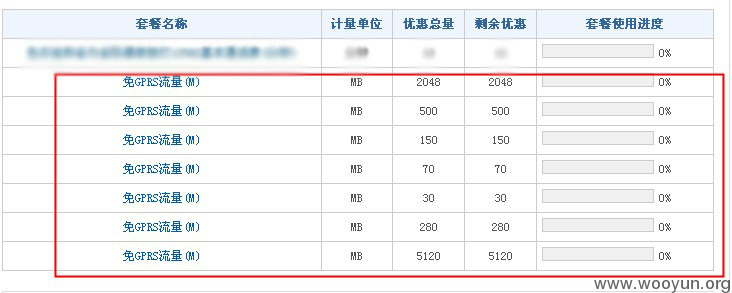 套餐名称 计量单位 优惠总量 剩余优惠 套餐使用进度
0%
免GPRS流量(M) MB 2048 2048 0%
免GPRS流量(M) MB 500 500 0%
免GPRS流量(M) MB 150 150 0%
免GPRS流量(M) MB 70 70 0%
免GPRS流量(M) MB 30 30 0%
免GPRS流量(M) MB 280 280 0%
免GPRS流量(M) MB 5120 5120 0%
www.wooyun.org